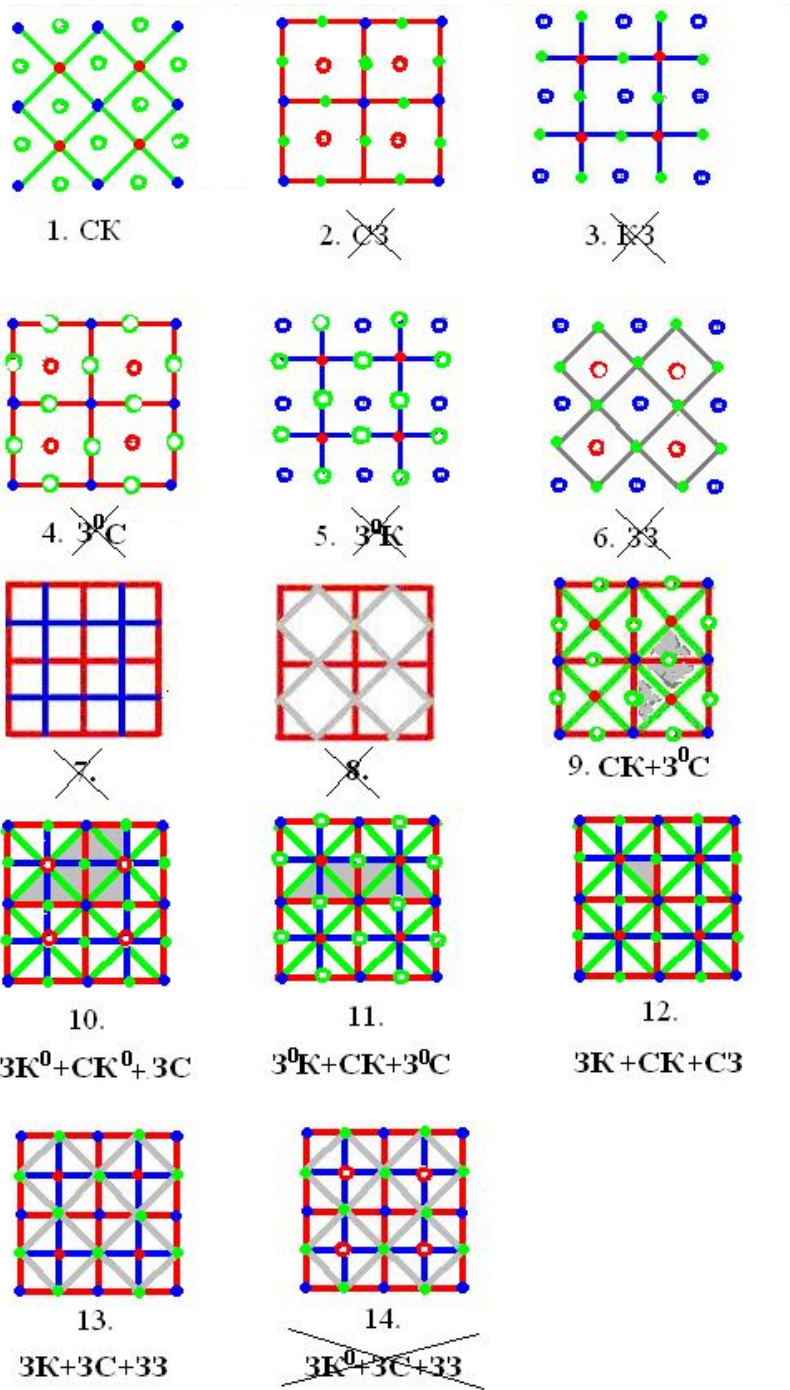 1. СК
2. СЗ
3. КЗ
4. З⁰С
5. З⁰К
6. ЗЗ
7.
8.
9. СК+З⁰С
10.
11.
12.
ЗК⁰+СК⁰+.ЗС
З⁰К+СК+З⁰С
ЗК+СК+СЗ
13.
14.
ЗК+ЗС+ЗЗ
ЗК⁰+ЗС+ЗЗ